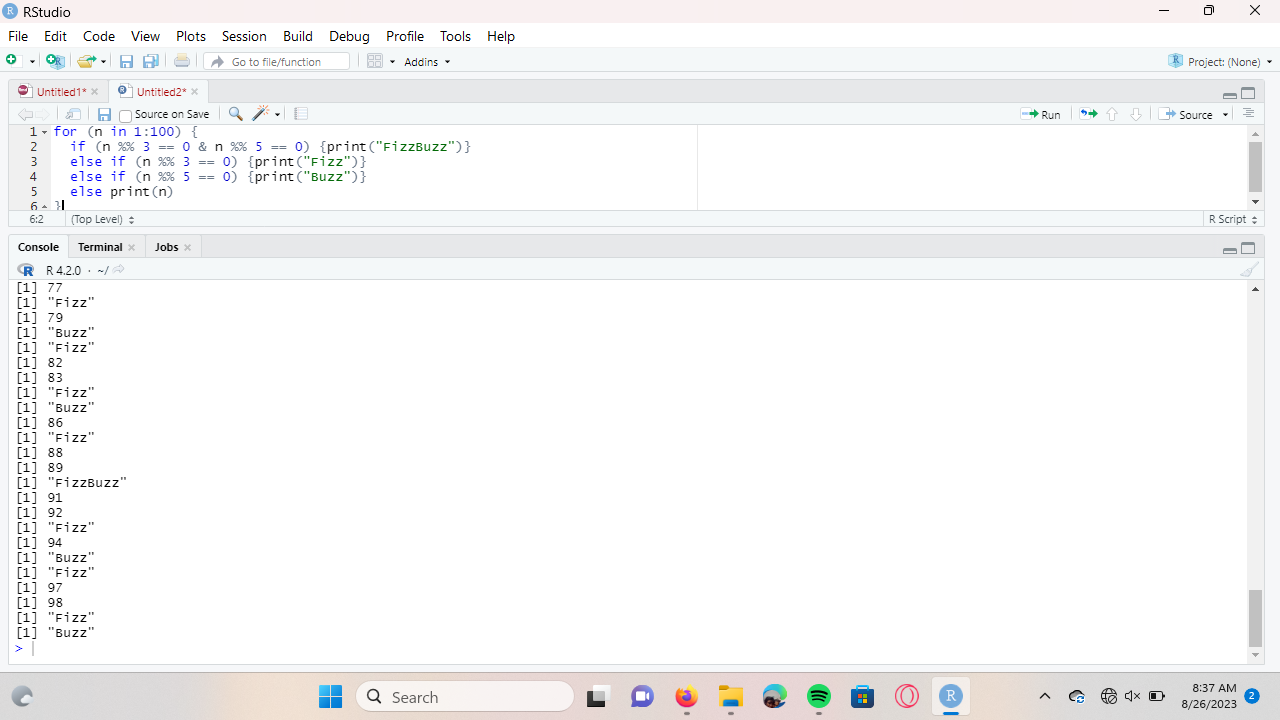 RStudio
File Edit Code View Plots Session Build Debug Profile Tools Help
Go to file/function Addins Project: (None)
Untitled1* Untitled2*
Source on Save Run Source
1 for (n in 1:100) {
2 if (n %% 3 == 0 & n %% 5 == 0) {print("FizzBuzz")}
3 else if (n %% 3 == 0) {print("Fizz")}
4 else if (n %% 5 == 0) {print("Buzz")}
5 else print(n)
6 }
6:2 (Top Level) R Script
Console Terminal Jobs
R 4.2.0 · ~/
[1] 77
[1] "Fizz"
[1] 79
[1] "Buzz"
[1] "Fizz"
[1] 82
[1] 83
[1] "Fizz"
[1] "Buzz"
[1] 86
[1] "Fizz"
[1] 88
[1] 89
[1] "FizzBuzz"
[1] 91
[1] 92
[1] "Fizz"
[1] 94
[1] "Buzz"
[1] "Fizz"
[1] 97
[1] 98
[1] "Fizz"
[1] "Buzz"
>
Search 8:37 AM
8/26/2023 2